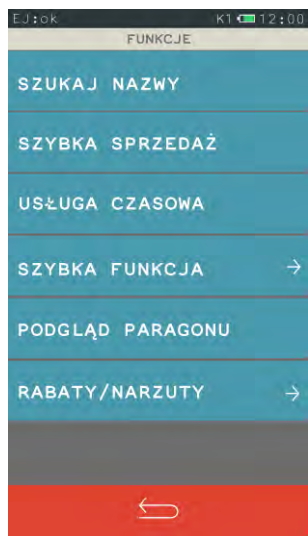 EJ:ok K1 12:00
FUNKCJE
SZUKAJ NAZWY
SZYBKA SPRZEDAŻ
USŁUGA CZASOWA
SZYBKA FUNKCJA →
PODGLĄD PARAGONU
RABATY/NARZUTY →